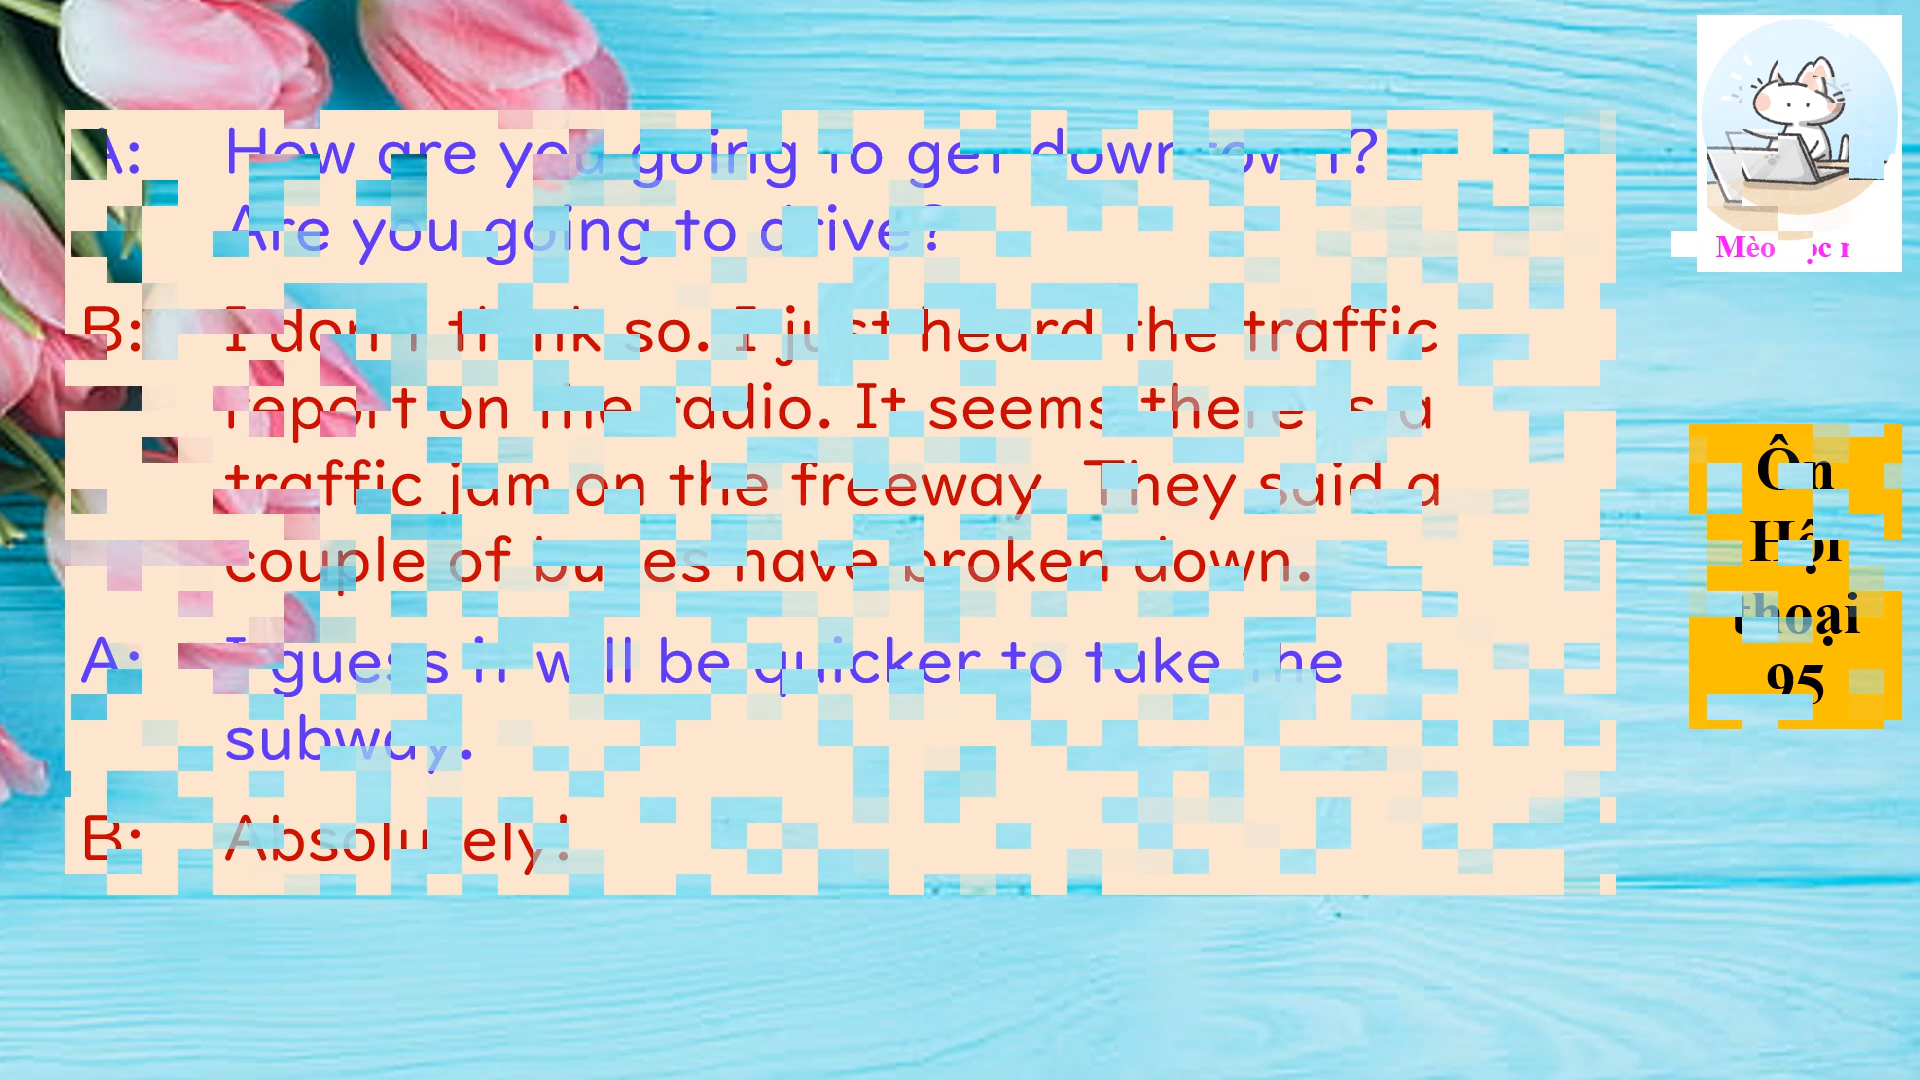 A: How are you going to get downtown?
Are you going to drive?
B: I don't think so. I just heard the traffic
report on the radio. It seems there is a
traffic jam on the freeway. They said a
couple of buses have broken down.
A: I guess it will be quicker to take the
subway.
B: Absolutely!
Mèo
Ôn
Hội
thoại
95